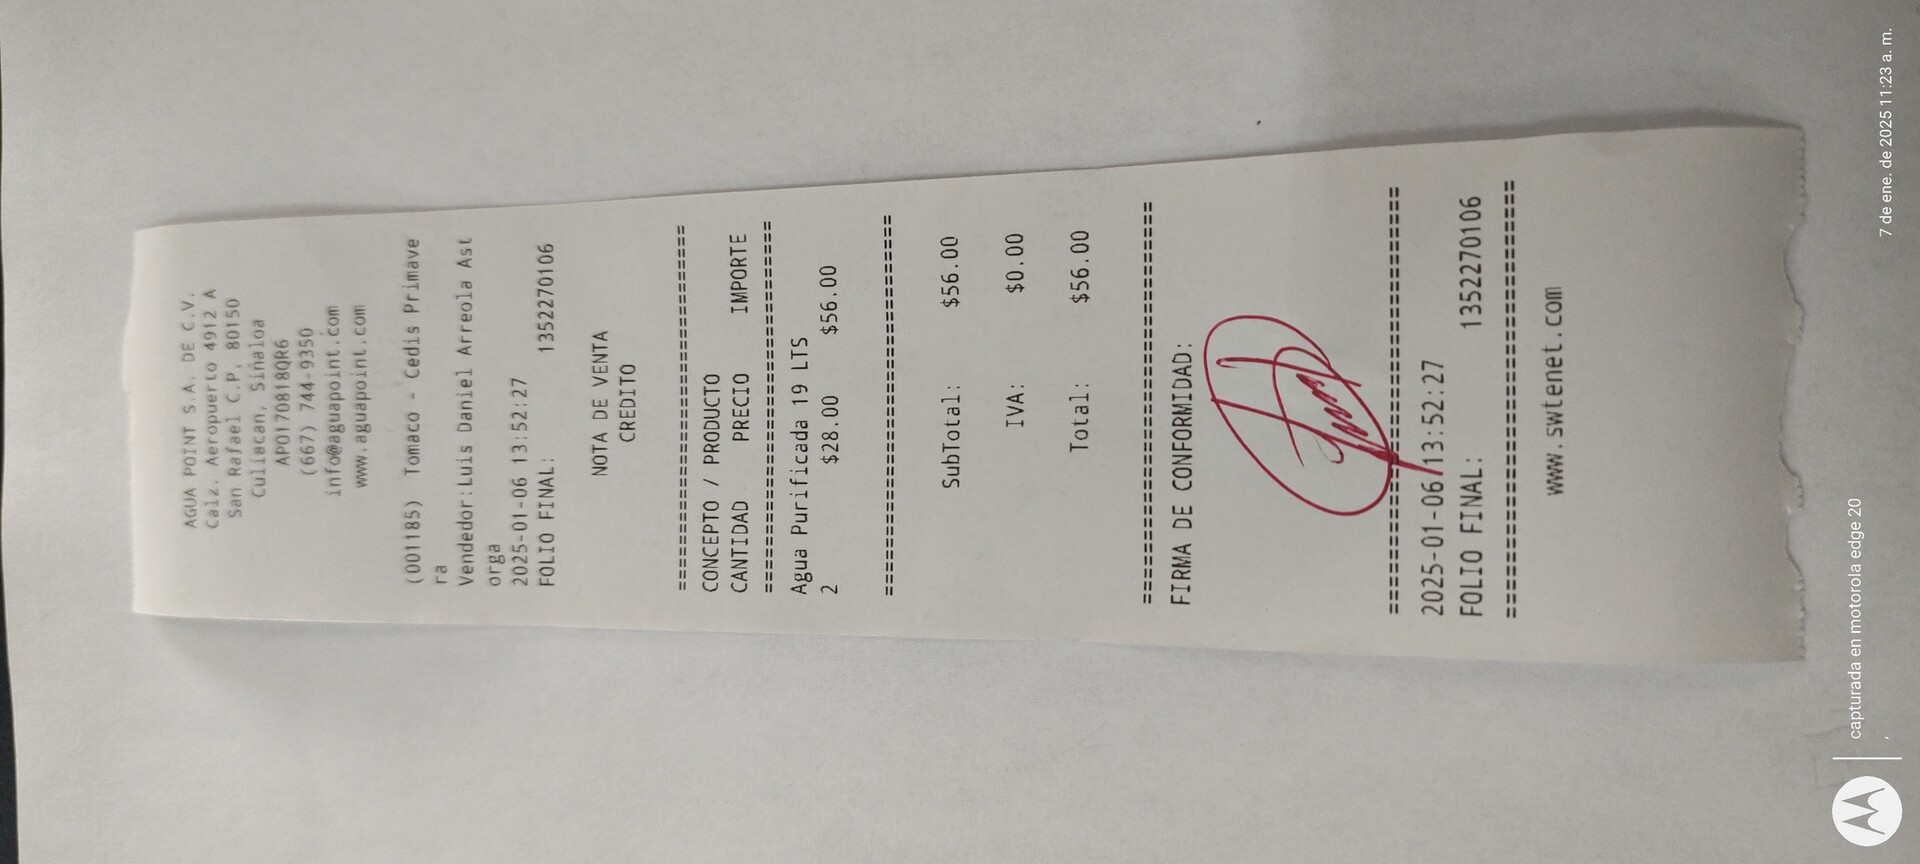 AGUA POINT S.A. DE C.V.
Calz. Aeropuerto 4912 A
San Rafael C.P. 80150
Culiacan, Sinaloa
APO170818QR6
(667) 744-9350
info@aguapoint.com
www.aguapoint.com
(001185) Tomaco - Cedis Primave
ra
Vendedor:Luis Daniel Arreola Ast
orga
2025-01-06 13:52:27
FOLIO FINAL: 1352270106
NOTA DE VENTA
CREDITO
================================
CONCEPTO / PRODUCTO
CANTIDAD PRECIO IMPORTE
================================
Agua Purificada 19 LTS
2 $28.00 $56.00
================================
SubTotal: $56.00
IVA: $0.00
Total: $56.00
================================
FIRMA DE CONFORMIDAD:
================================
2025-01-06 13:52:27
FOLIO FINAL: 1352270106
================================
www.swtenet.com
capturada en motorola edge 20
7 de ene. de 2025 11:23 a. m.